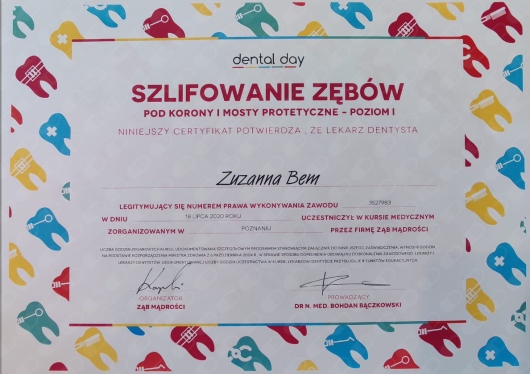 dental day
SZLIFOWANIE ZĘBÓW
POD KORONY I MOSTY PROTETYCZNE - POZIOM I
NINIEJSZY CERTYFIKAT POTWIERDZA , ŻE LEKARZ DENTYSTA
Zuzanna Bem
LEGITYMUJĄCY SIĘ NUMEREM PRAWA WYKONYWANIA ZAWODU 3527983
W DNIU 18 LIPCA 2020 ROKU UCZESTNICZYŁ W KURSIE MEDYCZNYM
ZORGANIZOWANYM W POZNANIU PRZEZ FIRMĘ ZĄB MĄDROŚCI
ORGANIZATOR
ZĄB MĄDROŚCI
PROWADZĄCY
DR N. MED. BOHDAN BĄCZKOWSKI